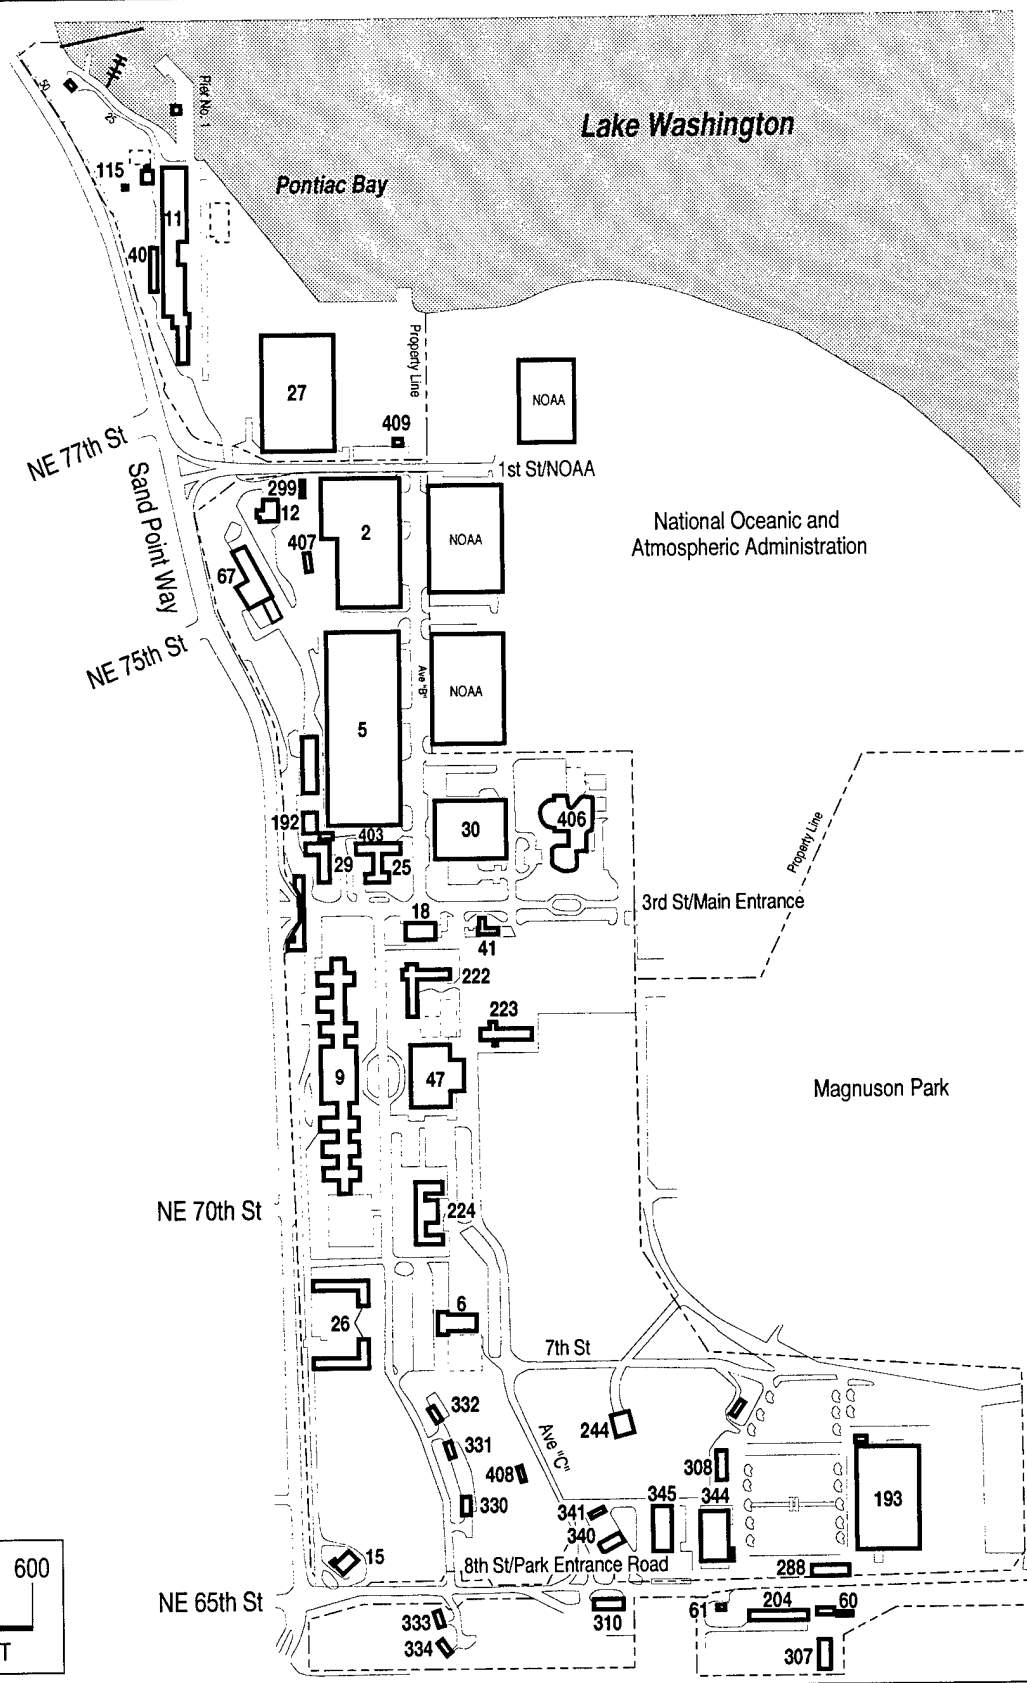 Lake Washington
Pontiac Bay
Pier No. 1
50
25
115
11
40
Property Line
27
NOAA
409
NE 77th St
1st St/NOAA
299
12
2
NOAA
National Oceanic and
Atmospheric Administration
407
67
Sand Point Way
NE 75th St
Ave "B"
NOAA
5
192
403
30
406
29
25
Property Line
3rd St/Main Entrance
18
41
222
223
9
47
Magnuson Park
NE 70th St
224
6
26
7th St
332
331
408
330
Ave "C"
244
308
345
344
193
341
340
15
8th St/Park Entrance Road
288
600
T
NE 65th St
310
61
204
60
333
334
307